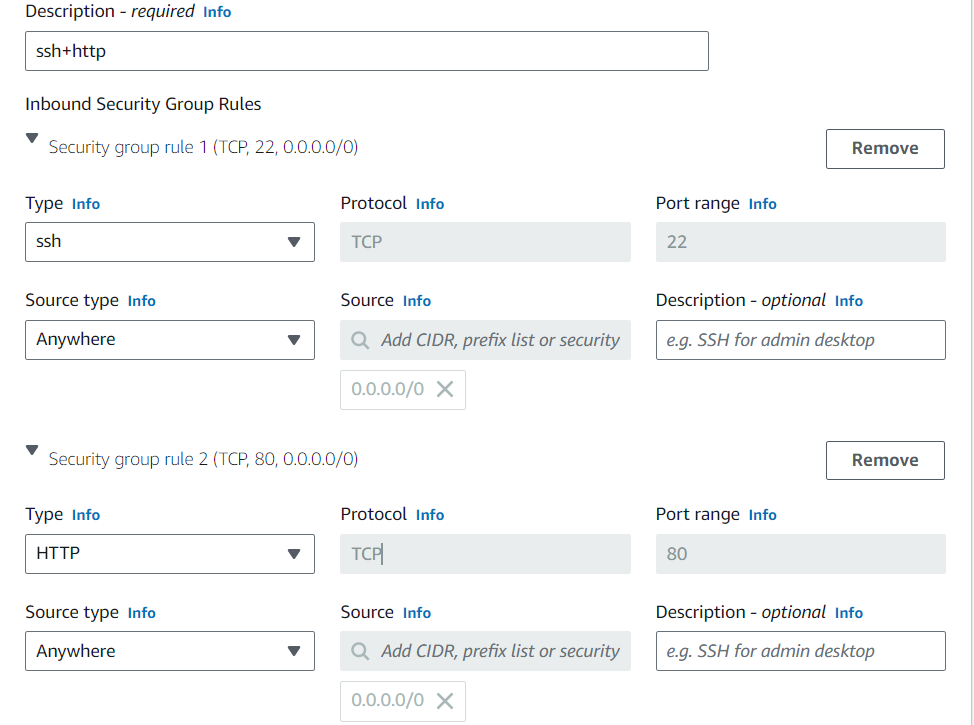 Description - required Info
ssh+http
Inbound Security Group Rules
Security group rule 1 (TCP, 22, 0.0.0.0/0)
Remove
Type Info
Protocol Info
Port range Info
ssh
TCP
22
Source type Info
Source Info
Description - optional Info
Anywhere
Add CIDR, prefix list or security
e.g. SSH for admin desktop
0.0.0.0/0
Security group rule 2 (TCP, 80, 0.0.0.0/0)
Remove
Type Info
Protocol Info
Port range Info
HTTP
TCP
80
Source type Info
Source Info
Description - optional Info
Anywhere
Add CIDR, prefix list or security
e.g. SSH for admin desktop
0.0.0.0/0